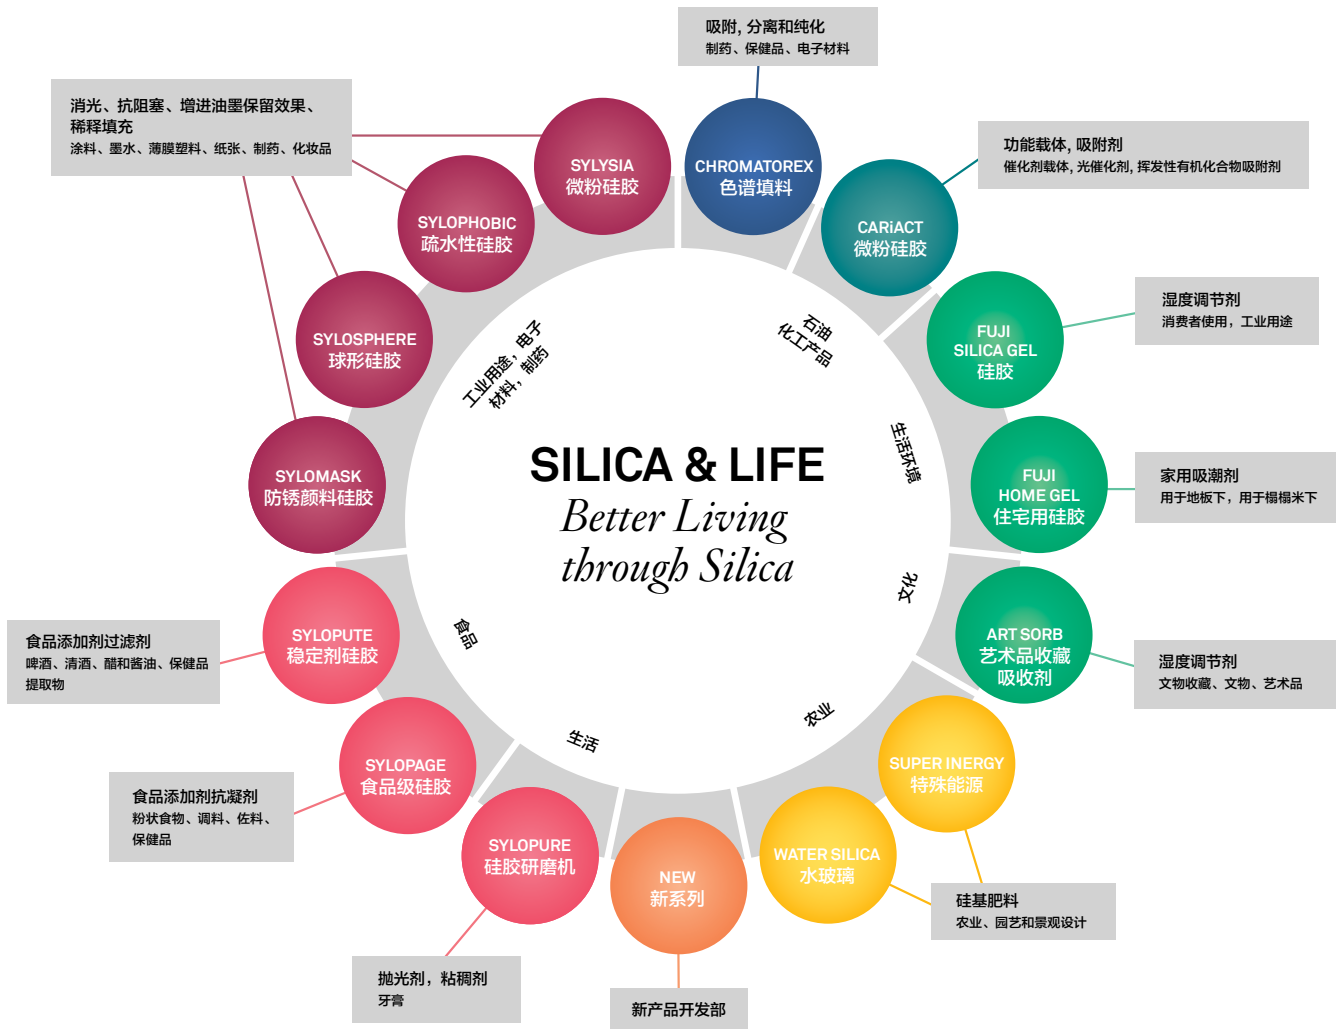 吸附, 分离和纯化
制药、保健品、电子材料
消光、抗阻塞、增进油墨保留效果、
稀释填充
涂料、墨水、薄膜塑料、纸张、制药、化妆品
功能载体, 吸附剂
催化剂载体, 光催化剂, 挥发性有机化合物吸附剂
SYLYSIA
微粉硅胶
CHROMATOREX
色谱填料
SYLOPHOBIC
疏水性硅胶
CARiACT
微粉硅胶
SYLOSPHERE
球形硅胶
FUJI
SILICA GEL
硅胶
湿度调节剂
消费者使用，工业用途
工业用途，电子
材料，制药
石油
化工产品
生活环境
SYLOMASK
防锈颜料硅胶
SILICA & LIFE
Better Living
through Silica
FUJI
HOME GEL
住宅用硅胶
家用吸潮剂
用于地板下，用于榻榻米下
文化
食品
农业
生活
SYLOPUTE
稳定剂硅胶
食品添加剂过滤剂
啤酒、清酒、醋和酱油、保健品
提取物
ART SORB
艺术品收藏
吸收剂
湿度调节剂
文物收藏、文物、艺术品
SYLOPAGE
食品级硅胶
食品添加剂抗凝剂
粉状食物、调料、佐料、
保健品
SUPER INERGY
特殊能源
SYLOPURE
硅胶研磨机
NEW
新系列
WATER SILICA
水玻璃
硅基肥料
农业、园艺和景观设计
抛光剂，粘稠剂
牙膏
新产品开发部